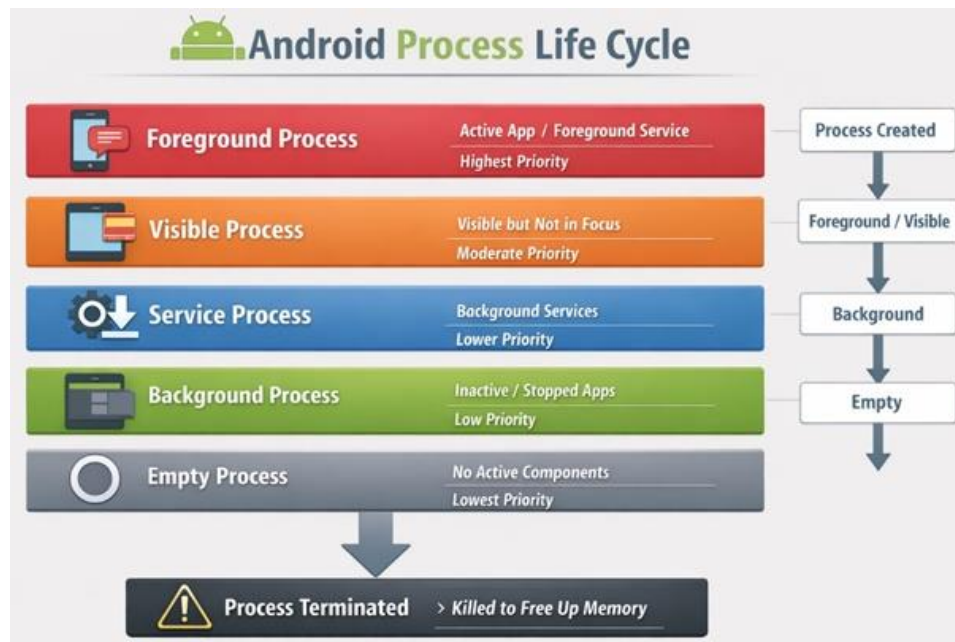 Android Process Life Cycle
Foreground Process
Active App / Foreground Service
Highest Priority
Visible Process
Visible but Not in Focus
Moderate Priority
Service Process
Background Services
Lower Priority
Background Process
Inactive / Stopped Apps
Low Priority
Empty Process
No Active Components
Lowest Priority
Process Terminated
> Killed to Free Up Memory
Process Created
Foreground / Visible
Background
Empty